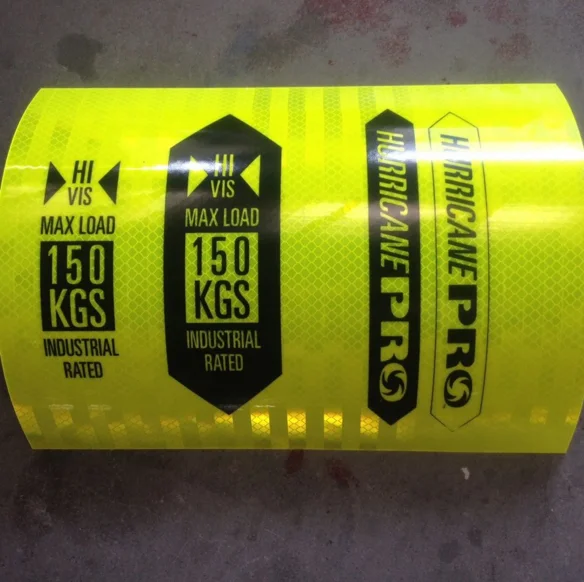 HI
VIS
MAX LOAD
150
KGS
INDUSTRIAL
RATED
HI
VIS
MAX LOAD
150
KGS
INDUSTRIAL
RATED
HURRICANE PRO
HURRICANE PRO